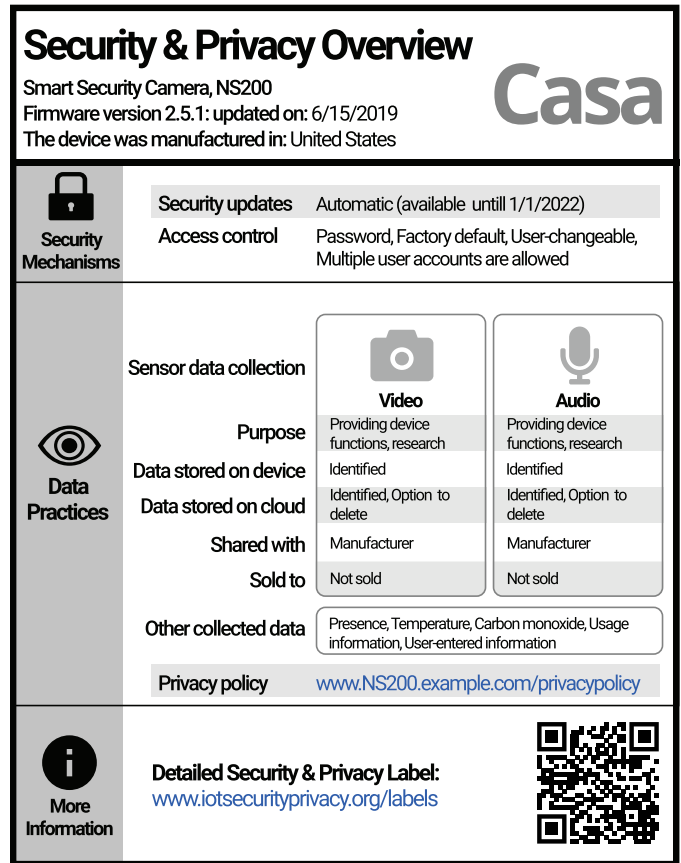 Security & Privacy Overview
Casa
Smart Security Camera, NS200
Firmware version 2.5.1: updated on: 6/15/2019
The device was manufactured in: United States
Security
Mechanisms
Security updates Automatic (available untill 1/1/2022)
Access control Password, Factory default, User-changeable,
Multiple user accounts are allowed
Data
Practices
Sensor data collection
Video Audio
Purpose Providing device Providing device
functions, research functions, research
Data stored on device Identified Identified
Data stored on cloud Identified, Option to Identified, Option to
delete delete
Shared with Manufacturer Manufacturer
Sold to Not sold Not sold
Other collected data Presence, Temperature, Carbon monoxide, Usage
information, User-entered information
Privacy policy www.NS200.example.com/privacypolicy
More
Information
Detailed Security & Privacy Label:
www.iotsecurityprivacy.org/labels